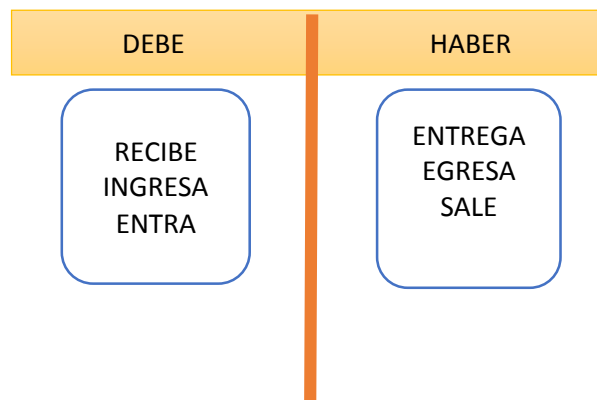 DEBE
HABER
RECIBE
INGRESA
ENTRA
ENTREGA
EGRESA
SALE